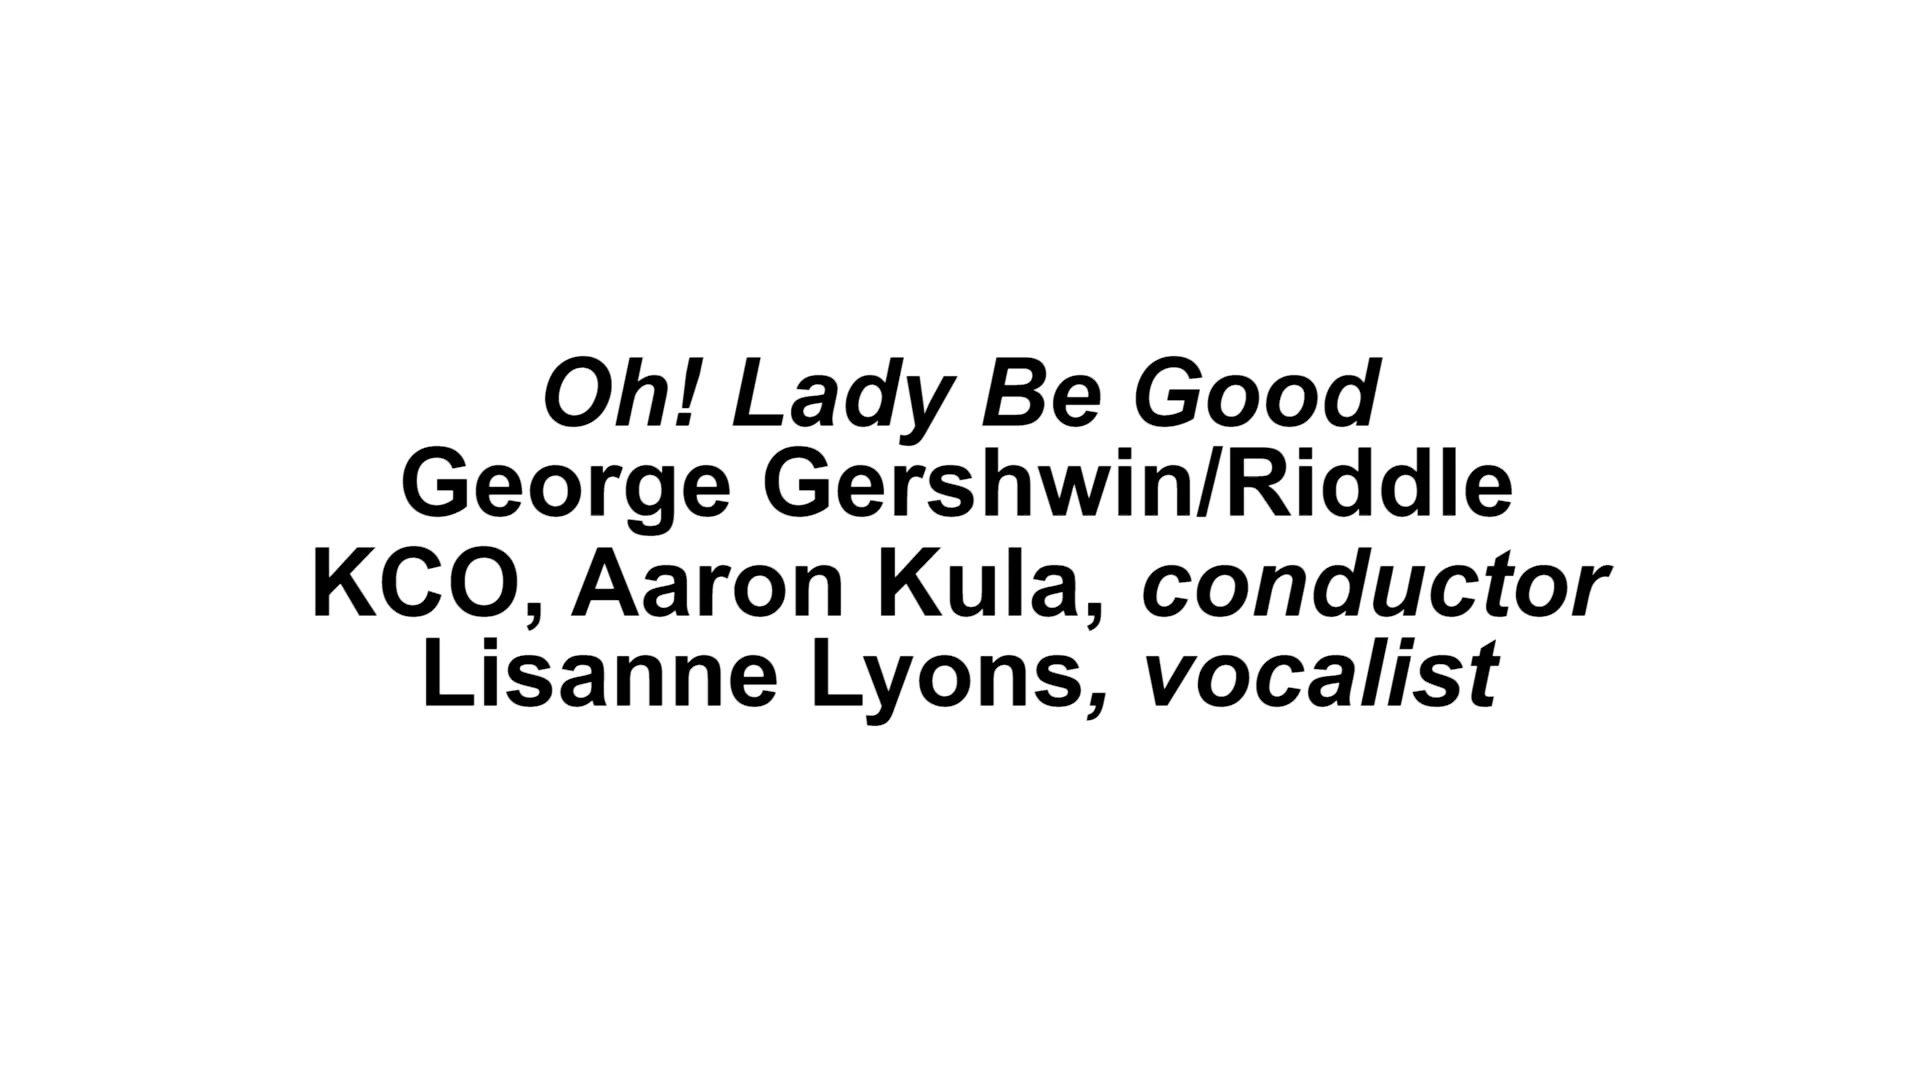 Oh! Lady Be Good
George Gershwin/Riddle
KCO, Aaron Kula, conductor
Lisanne Lyons, vocalist